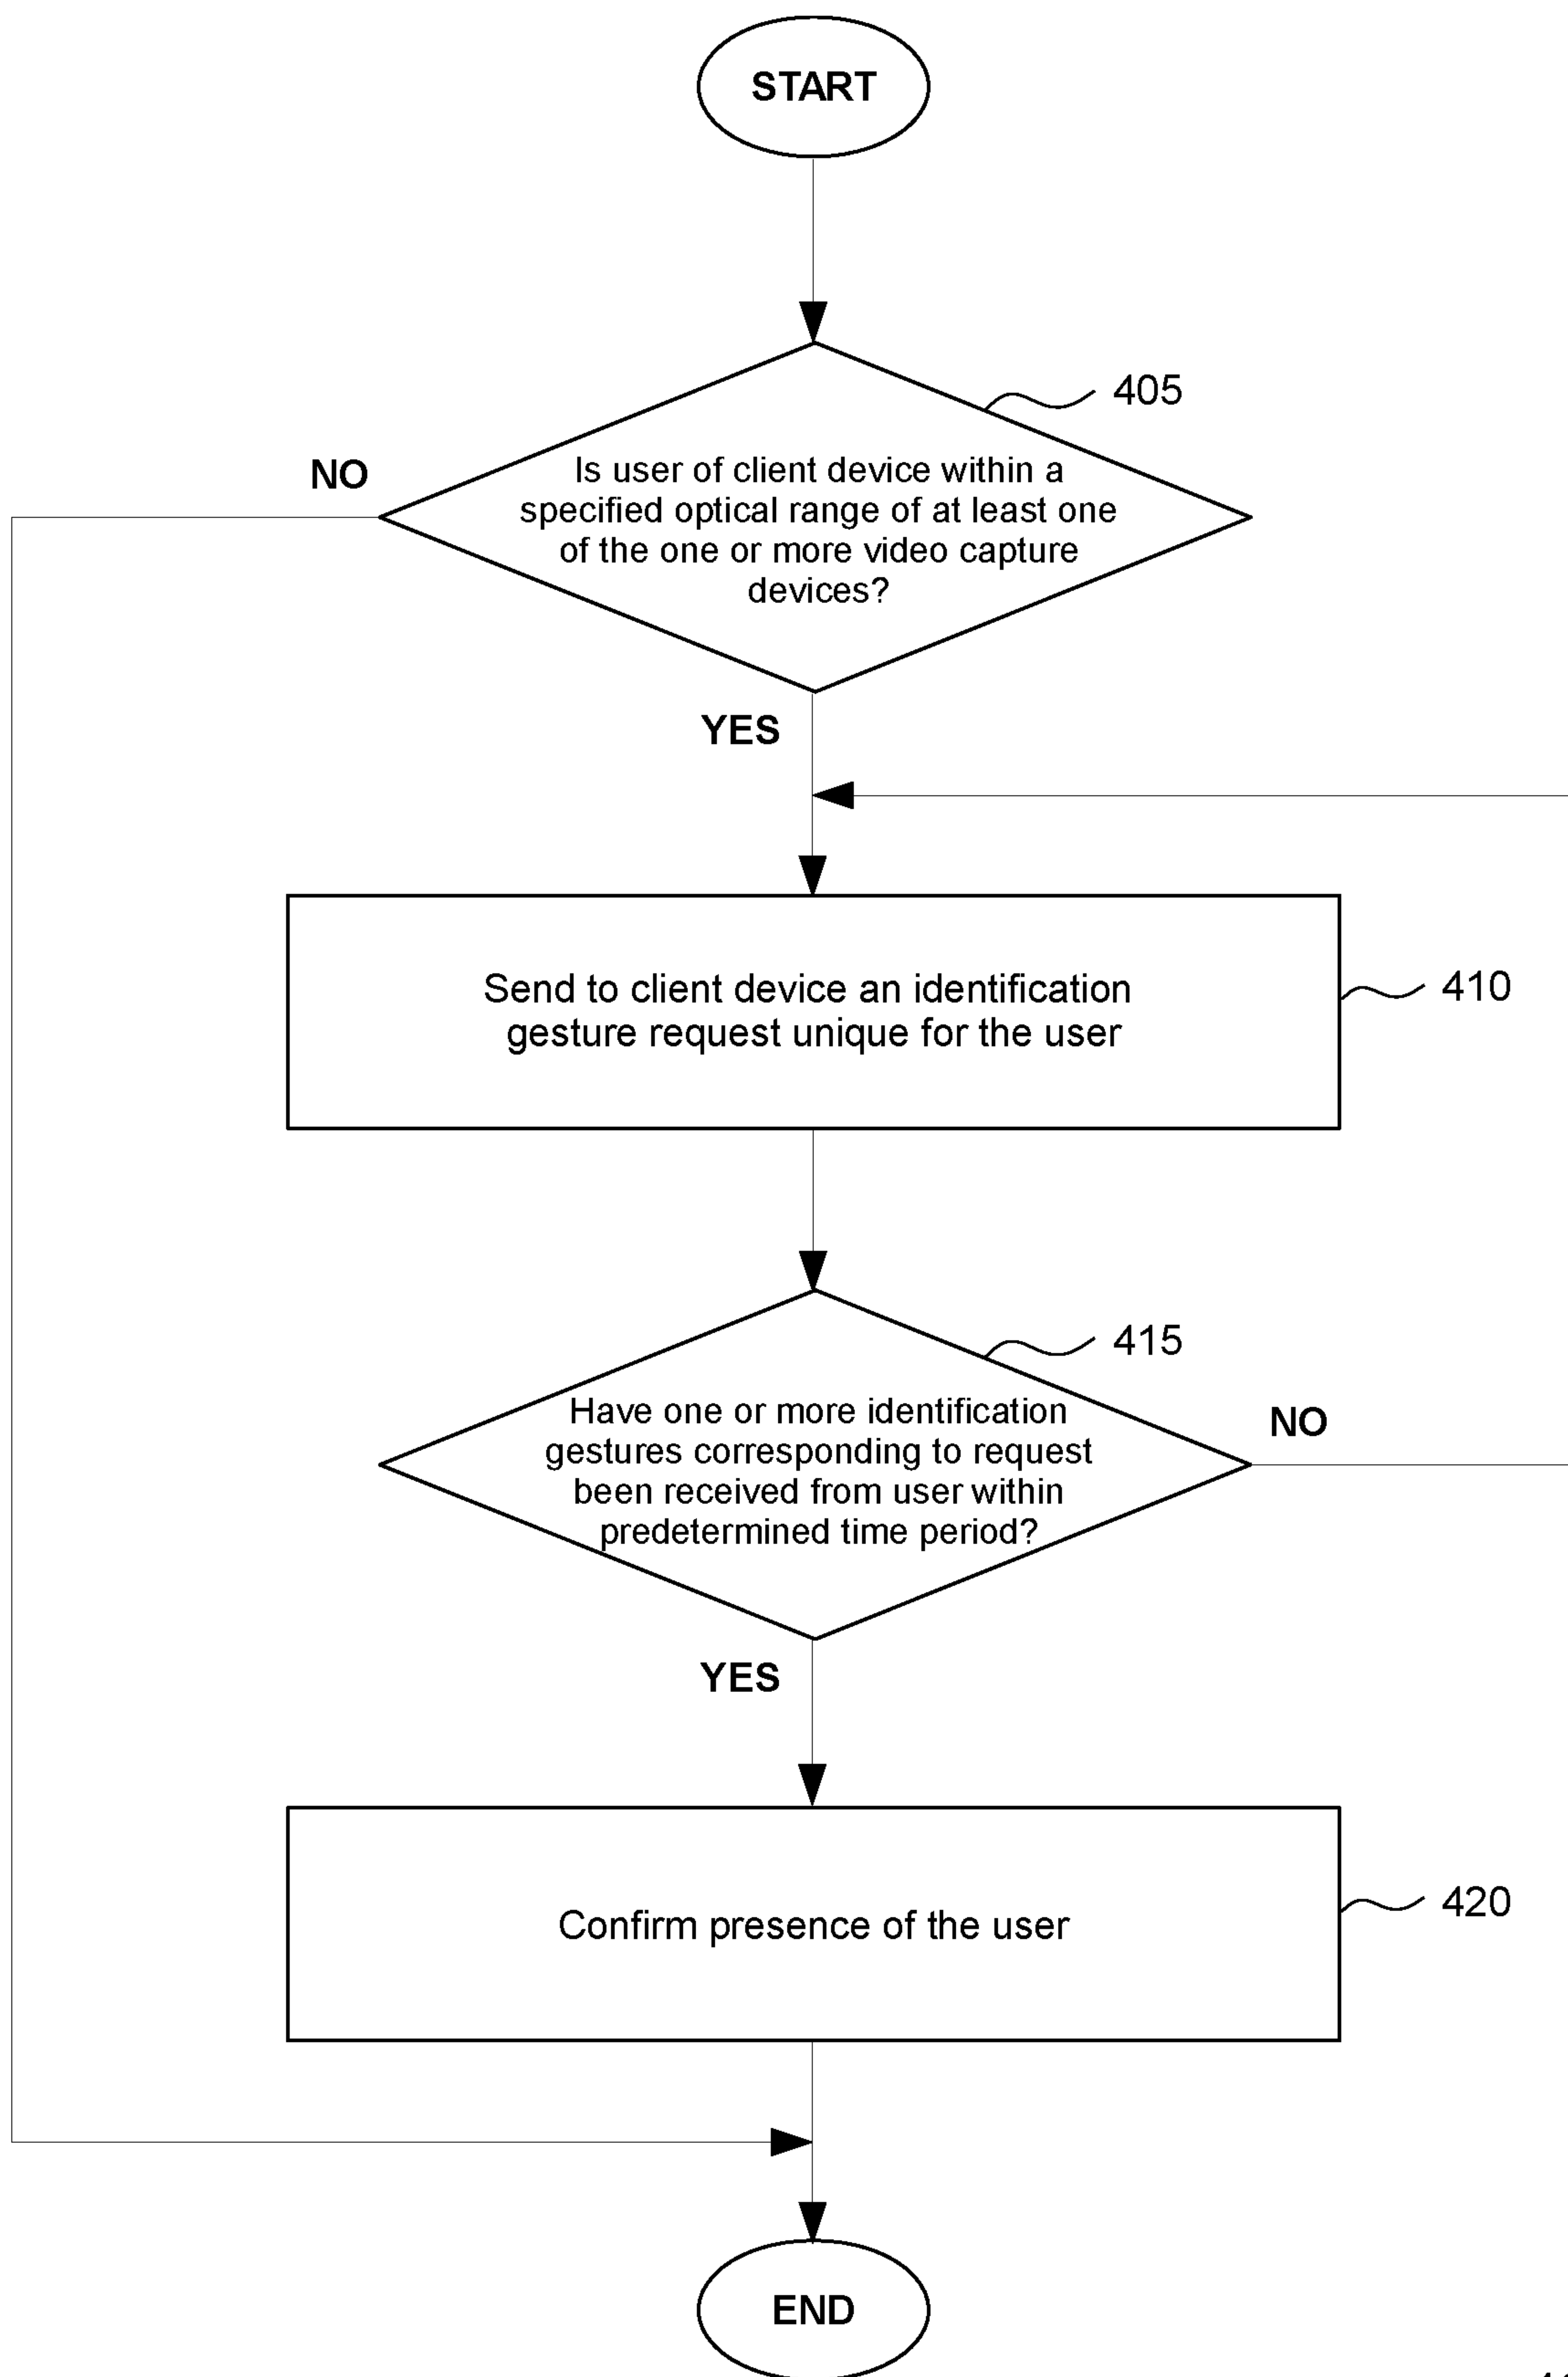 START
405
NO
Is user of client device within a
specified optical range of at least one
of the one or more video capture
devices?
YES
Send to client device an identification
gesture request unique for the user
410
415
Have one or more identification
gestures corresponding to request
been received from user within
predetermined time period?
NO
YES
Confirm presence of the user
420
END